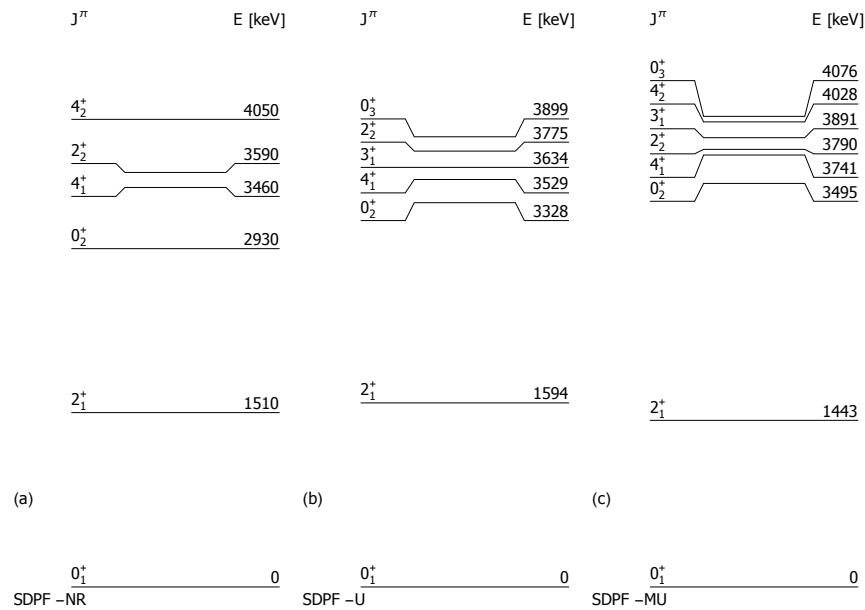 J^π E [keV]
4₂⁺ 4050
2₂⁺ 3590
4₁⁺ 3460
0₂⁺ 2930
2₁⁺ 1510
(a)
0₁⁺ 0
SDPF –NR
J^π E [keV]
0₃⁺ 3899
2₂⁺ 3775
3₁⁺ 3634
4₁⁺ 3529
0₂⁺ 3328
2₁⁺ 1594
(b)
0₁⁺ 0
SDPF –U
J^π E [keV]
0₃⁺ 4076
4₂⁺ 4028
3₁⁺ 3891
2₂⁺ 3790
4₁⁺ 3741
0₂⁺ 3495
2₁⁺ 1443
(c)
0₁⁺ 0
SDPF –MU